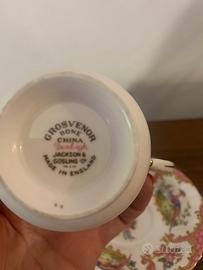 GROSVENOR
BONE
CHINA
JACKSON &
GOSLING LTD
MADE IN ENGLAND